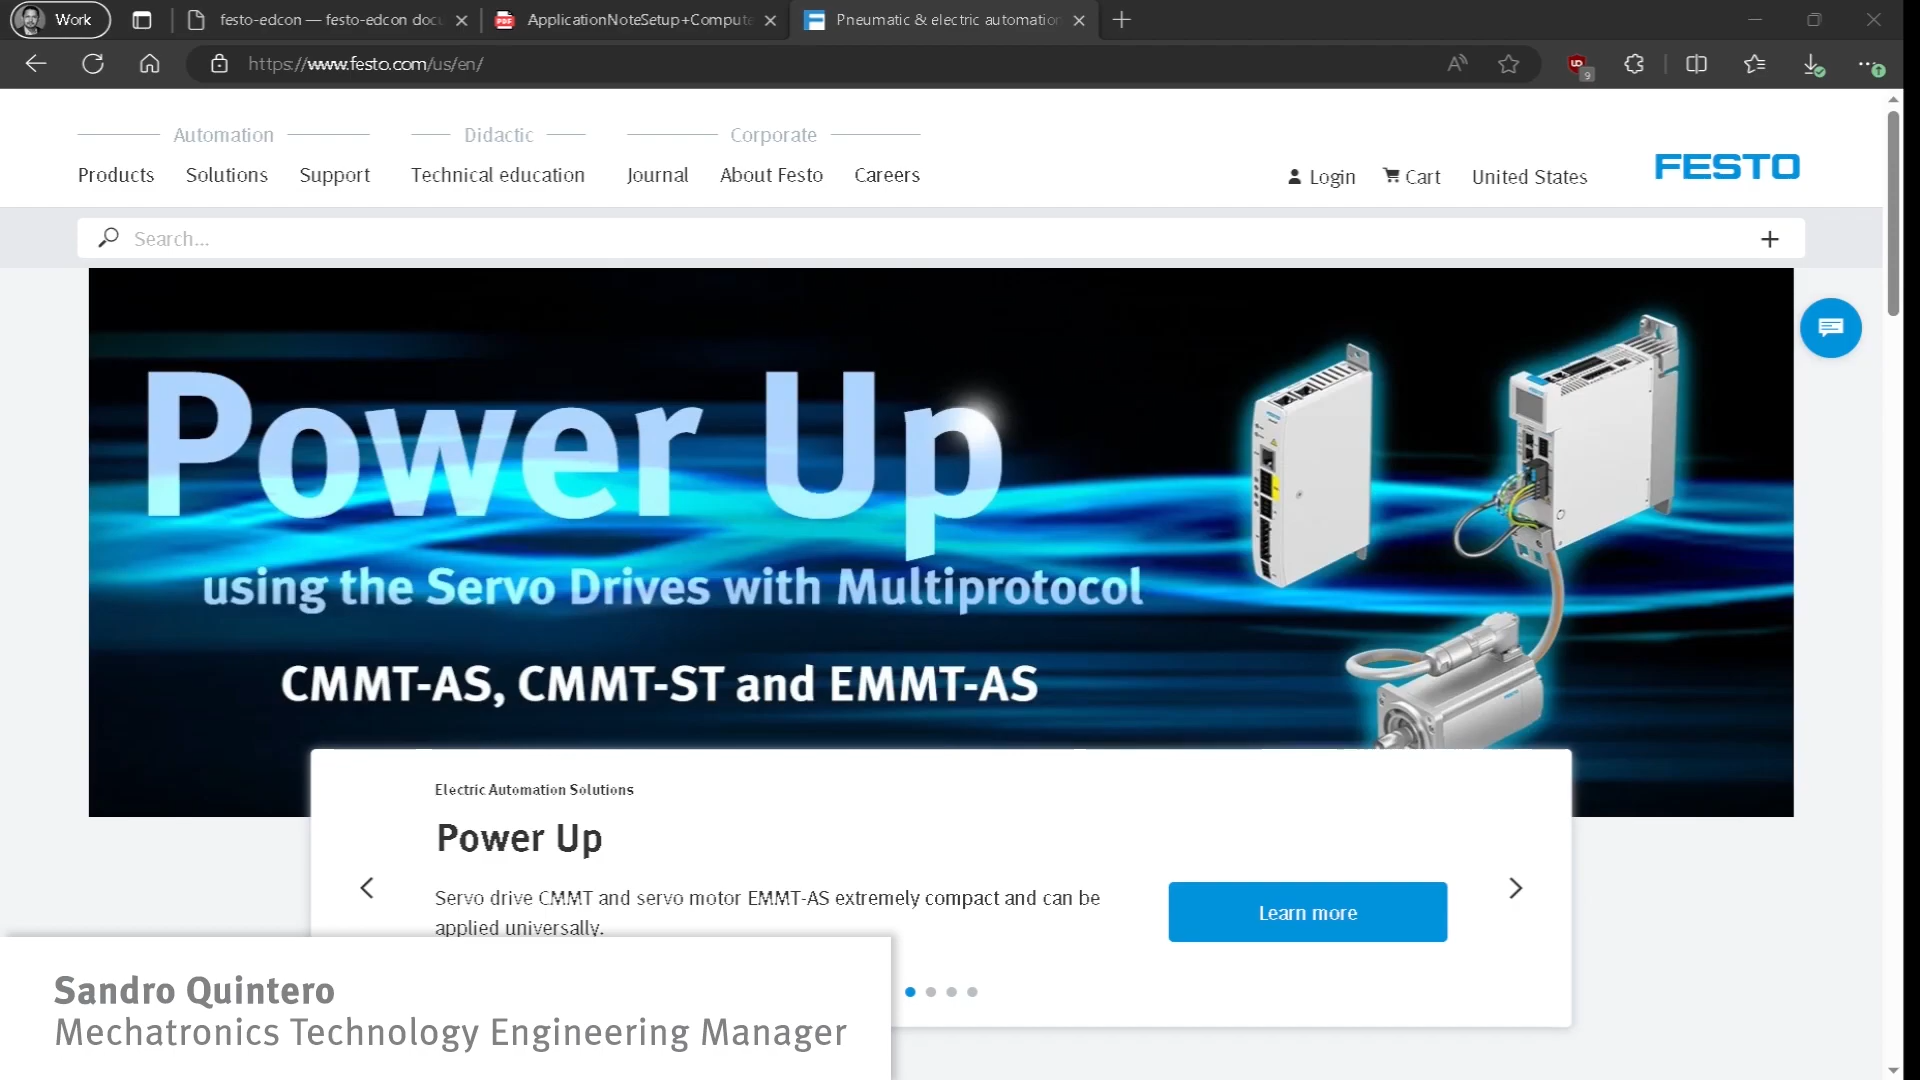 Work
festo-edcon — festo-edcon docu
ApplicationNoteSetup+Compute
Pneumatic & electric automation
https://www.festo.com/us/en/
9
Automation
Didactic
Corporate
Products
Solutions
Support
Technical education
Journal
About Festo
Careers
Login
Cart
United States
FESTO
Search...
Power Up
using the Servo Drives with Multiprotocol
CMMT-AS, CMMT-ST and EMMT-AS
Electric Automation Solutions
Power Up
Servo drive CMMT and servo motor EMMT-AS extremely compact and can be
applied universally.
Learn more
Sandro Quintero
Mechatronics Technology Engineering Manager